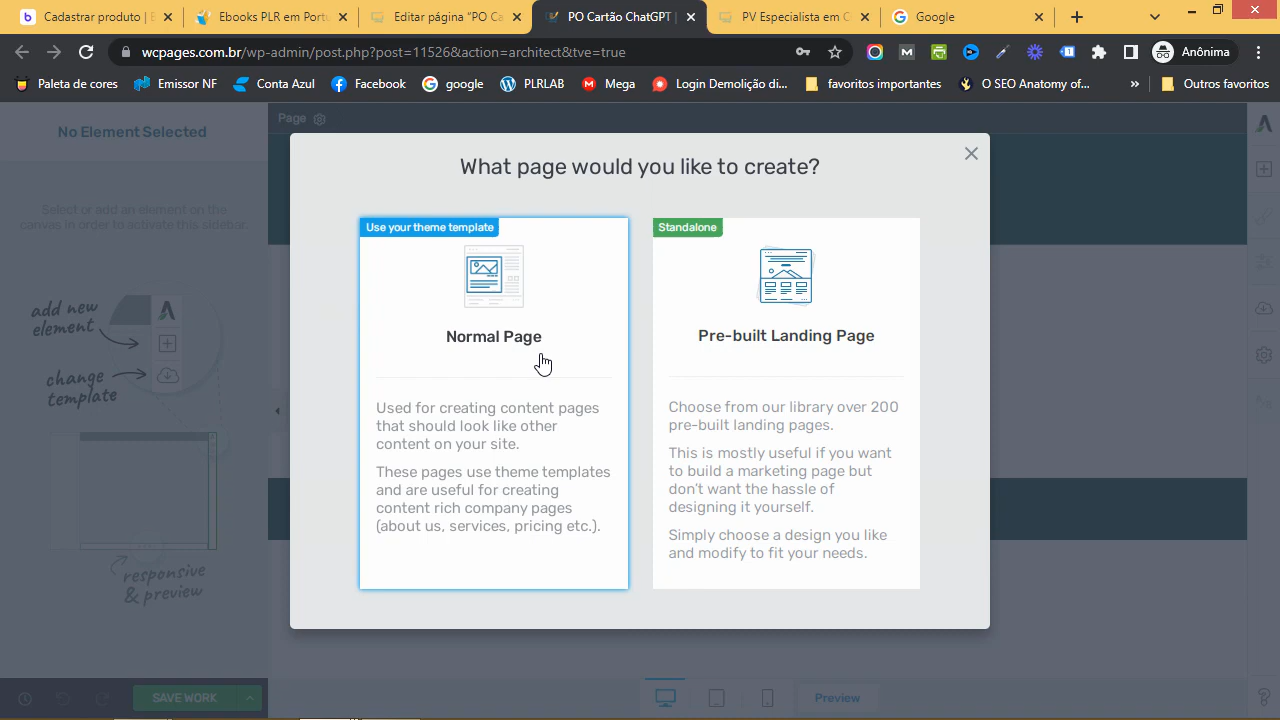 Cadastrar produto | E
Ebooks PLR em Portu
Editar página "PO Ca
PO Cartão ChatGPT |
PV Especialista em C
Google
wcpages.com.br/wp-admin/post.php?post=11526&action=architect&tve=true
Anônima
Paleta de cores
Emissor NF
Conta Azul
Facebook
google
PLRLAB
Mega
Login Demolição di...
favoritos importantes
O SEO Anatomy of...
»
Outros favoritos
No Element Selected
Page
Select or add an element on the
canvas in order to activate this sidebar.
add new
element
change
template
responsive
& preview
What page would you like to create?
Use your theme template
Normal Page
Used for creating content pages
that should look like other
content on your site.
These pages use theme templates
and are useful for creating
content rich company pages
(about us, services, pricing etc.).
Standalone
Pre-built Landing Page
Choose from our library over 200
pre-built landing pages.
This is mostly useful if you want
to build a marketing page but
don't want the hassle of
designing it yourself.
Simply choose a design you like
and modify to fit your needs.
SAVE WORK
Preview